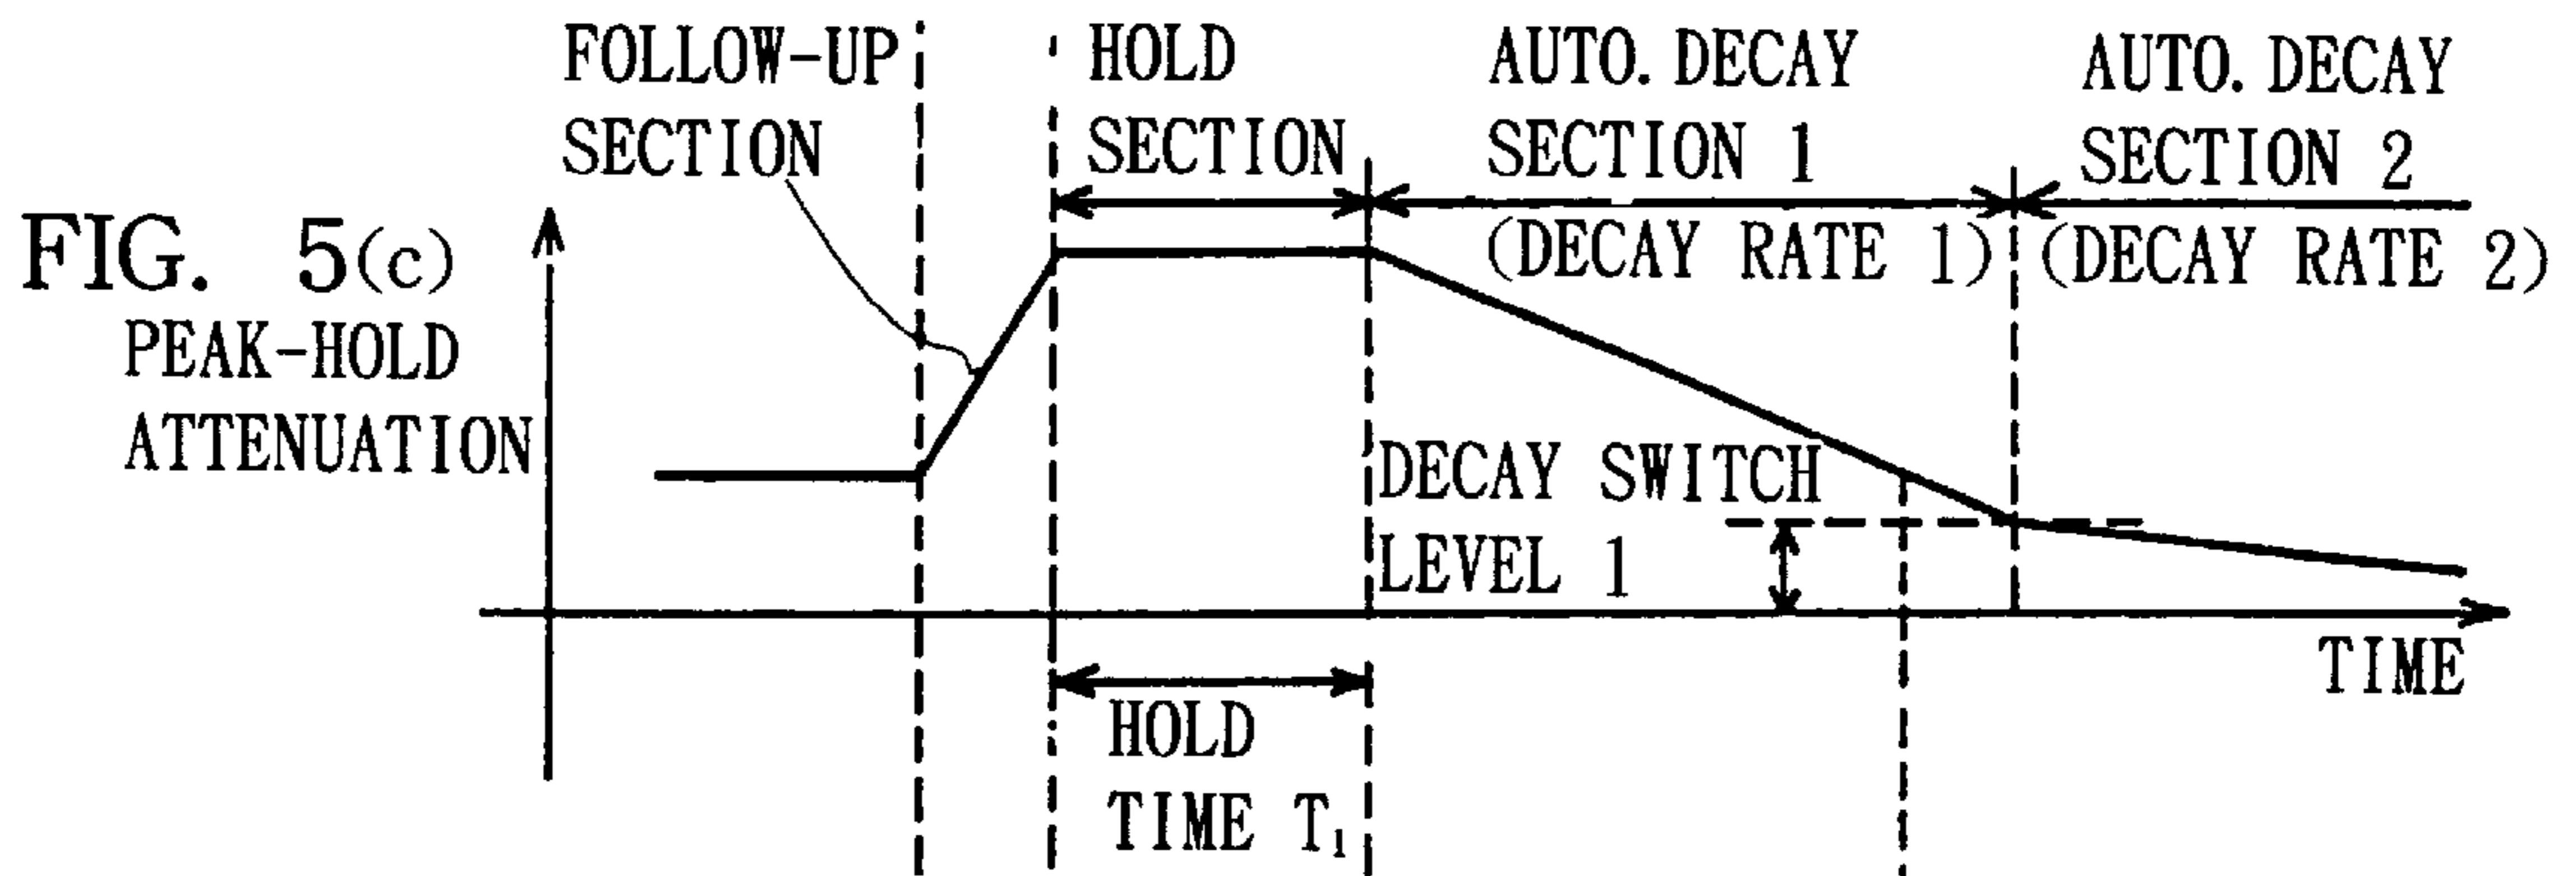 FOLLOW-UP
SECTION
HOLD
SECTION
AUTO. DECAY
SECTION 1
(DECAY RATE 1)
AUTO. DECAY
SECTION 2
(DECAY RATE 2)
FIG. 5(c)
PEAK-HOLD
ATTENUATION
DECAY SWITCH
LEVEL 1
TIME
HOLD
TIME T₁